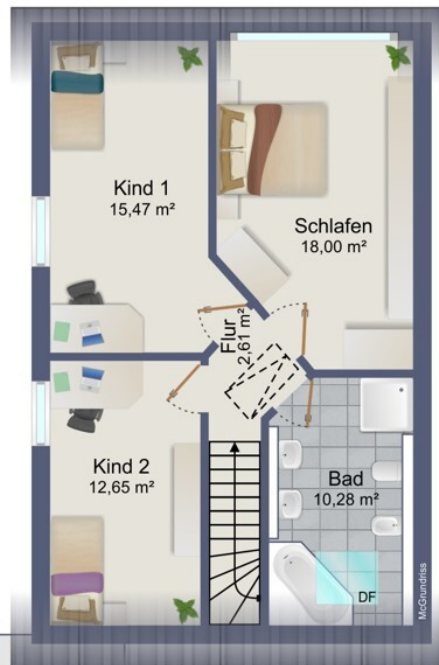 Kind 1
15,47 m²
Schlafen
18,00 m²
Flur
2,61 m²
Kind 2
12,65 m²
Bad
10,28 m²
DF
McGrundriss